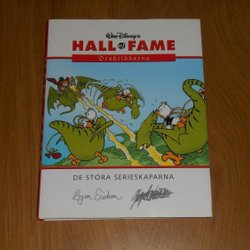 Walt Disney's
HALL OF FAME
Drakriddarna
DE STORA SERIESKAPARNA